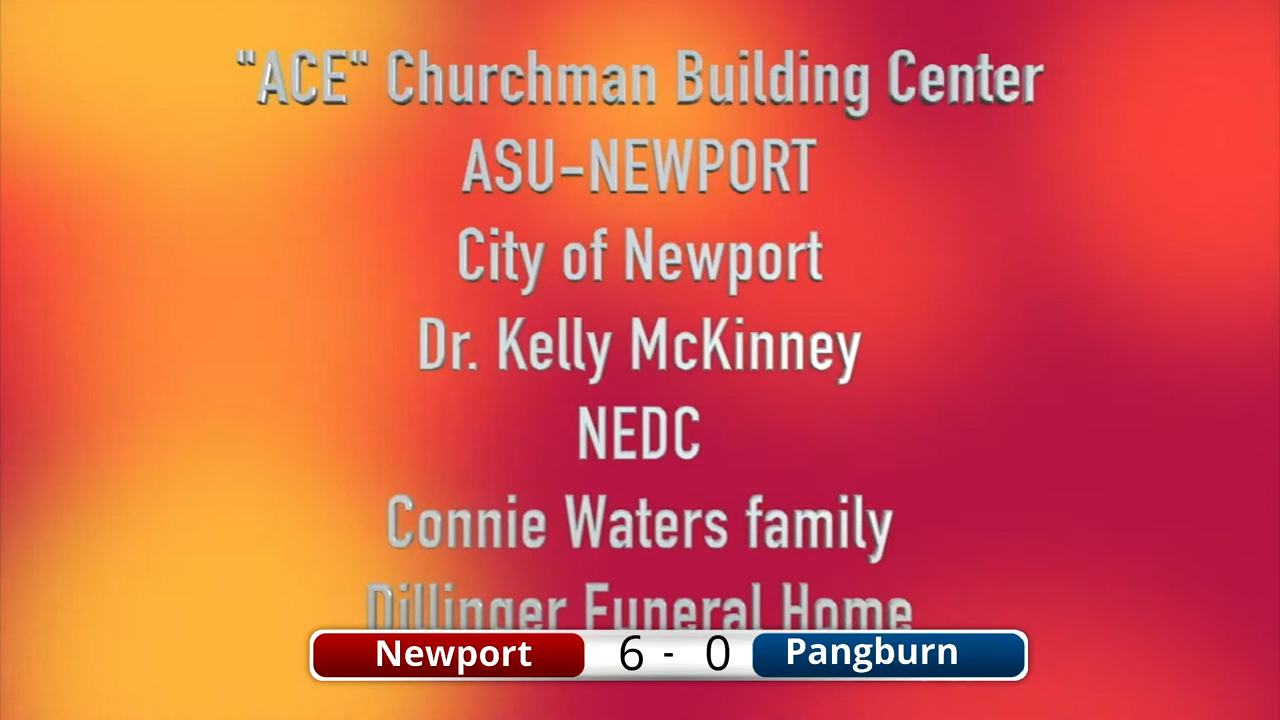 "ACE" Churchman Building Center
ASU-NEWPORT
City of Newport
Dr. Kelly McKinney
NEDC
Connie Waters family
Dillinger Funeral Home
Newport 6 - 0 Pangburn